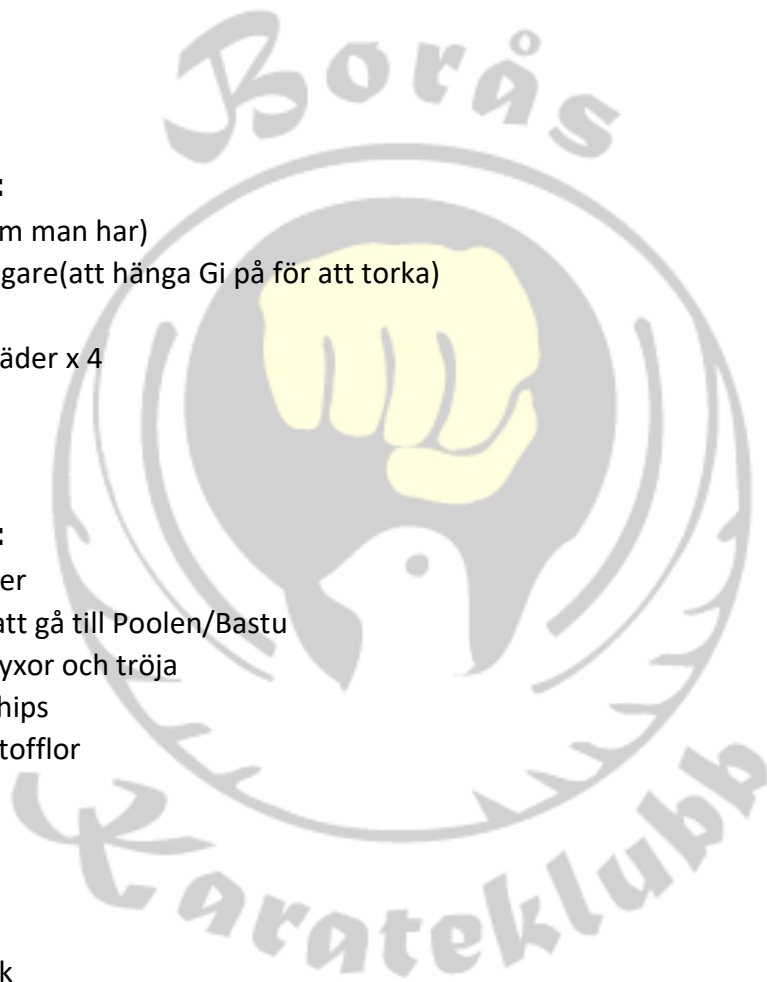 Borås
:
m man har)
gare(att hänga Gi på för att torka)
äder x 4
:
er
att gå till Poolen/Bastu
yxor och tröja
hips
tofflor
Karateklubb
k